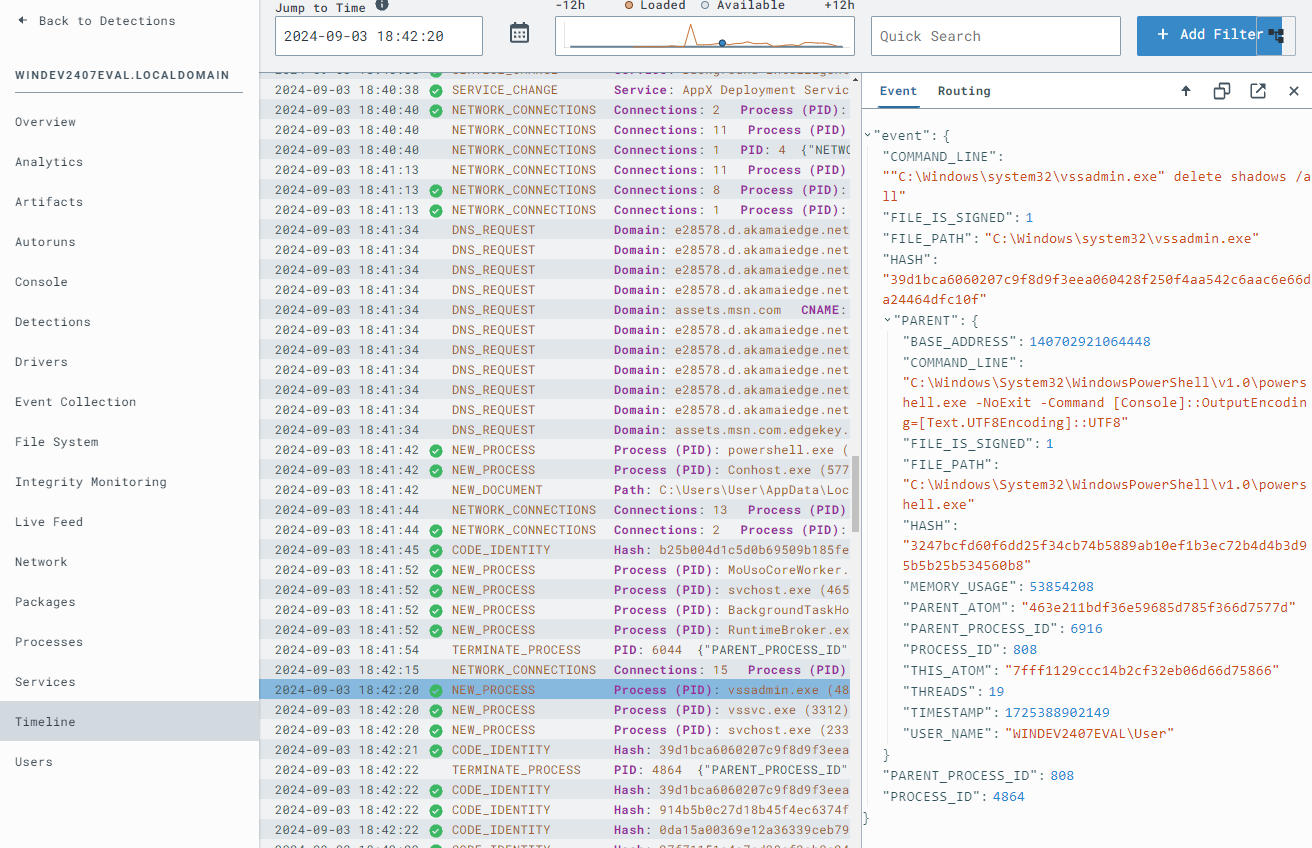 Back to Detections
WINDEV2407EVAL.LOCALDOMAIN
Overview
Analytics
Artifacts
Autoruns
Console
Detections
Drivers
Event Collection
File System
Integrity Monitoring
Live Feed
Network
Packages
Processes
Services
Timeline
Users
Jump to Time
2024-09-03 18:42:20
-12h Loaded Available +12h
Quick Search
+ Add Filter
2024-09-03 18:40:38 SERVICE_CHANGE Service: AppX Deployment Servic
2024-09-03 18:40:40 NETWORK_CONNECTIONS Connections: 2 Process (PID):
2024-09-03 18:40:40 NETWORK_CONNECTIONS Connections: 11 Process (PID)
2024-09-03 18:40:40 NETWORK_CONNECTIONS Connections: 1 PID: 4 {"NETWO
2024-09-03 18:41:13 NETWORK_CONNECTIONS Connections: 11 Process (PID)
2024-09-03 18:41:13 NETWORK_CONNECTIONS Connections: 8 Process (PID):
2024-09-03 18:41:13 NETWORK_CONNECTIONS Connections: 1 Process (PID):
2024-09-03 18:41:34 DNS_REQUEST Domain: e28578.d.akamaiedge.net
2024-09-03 18:41:34 DNS_REQUEST Domain: e28578.d.akamaiedge.net
2024-09-03 18:41:34 DNS_REQUEST Domain: e28578.d.akamaiedge.net
2024-09-03 18:41:34 DNS_REQUEST Domain: e28578.d.akamaiedge.net
2024-09-03 18:41:34 DNS_REQUEST Domain: assets.msn.com CNAME:
2024-09-03 18:41:34 DNS_REQUEST Domain: e28578.d.akamaiedge.net
2024-09-03 18:41:34 DNS_REQUEST Domain: e28578.d.akamaiedge.net
2024-09-03 18:41:34 DNS_REQUEST Domain: e28578.d.akamaiedge.net
2024-09-03 18:41:34 DNS_REQUEST Domain: e28578.d.akamaiedge.net
2024-09-03 18:41:34 DNS_REQUEST Domain: e28578.d.akamaiedge.net
2024-09-03 18:41:34 DNS_REQUEST Domain: assets.msn.com.edgekey.
2024-09-03 18:41:42 NEW_PROCESS Process (PID): powershell.exe (
2024-09-03 18:41:42 NEW_PROCESS Process (PID): Conhost.exe (577
2024-09-03 18:41:42 NEW_DOCUMENT Path: C:\Users\User\AppData\Loc
2024-09-03 18:41:44 NETWORK_CONNECTIONS Connections: 13 Process (PID)
2024-09-03 18:41:44 NETWORK_CONNECTIONS Connections: 2 Process (PID):
2024-09-03 18:41:45 CODE_IDENTITY Hash: b25b004d1c5d0b69509b185fe
2024-09-03 18:41:52 NEW_PROCESS Process (PID): MoUsoCoreWorker.
2024-09-03 18:41:52 NEW_PROCESS Process (PID): svchost.exe (465
2024-09-03 18:41:52 NEW_PROCESS Process (PID): BackgroundTaskHo
2024-09-03 18:41:52 NEW_PROCESS Process (PID): RuntimeBroker.ex
2024-09-03 18:41:54 TERMINATE_PROCESS PID: 6044 {"PARENT_PROCESS_ID"
2024-09-03 18:42:15 NETWORK_CONNECTIONS Connections: 15 Process (PID)
2024-09-03 18:42:20 NEW_PROCESS Process (PID): vssadmin.exe (48
2024-09-03 18:42:20 NEW_PROCESS Process (PID): vssvc.exe (3312)
2024-09-03 18:42:20 NEW_PROCESS Process (PID): svchost.exe (233
2024-09-03 18:42:21 CODE_IDENTITY Hash: 39d1bca6060207c9f8d9f3eea
2024-09-03 18:42:22 TERMINATE_PROCESS PID: 4864 {"PARENT_PROCESS_ID"
2024-09-03 18:42:22 CODE_IDENTITY Hash: 39d1bca6060207c9f8d9f3eea
2024-09-03 18:42:22 CODE_IDENTITY Hash: 914b5b0c27d18b45f4ec6374f
2024-09-03 18:42:22 CODE_IDENTITY Hash: 0da15a00369e12a36339ceb79
Event Routing
"event": {
"COMMAND_LINE":
""C:\Windows\system32\vssadmin.exe" delete shadows /a
ll"
"FILE_IS_SIGNED": 1
"FILE_PATH": "C:\Windows\system32\vssadmin.exe"
"HASH":
"39d1bca6060207c9f8d9f3eea060428f250f4aa542c6aac6e66d
a24464dfc10f"
"PARENT": {
"BASE_ADDRESS": 140702921064448
"COMMAND_LINE":
"C:\Windows\System32\WindowsPowerShell\v1.0\powers
hell.exe -NoExit -Command [Console]::OutputEncodin
g=[Text.UTF8Encoding]::UTF8"
"FILE_IS_SIGNED": 1
"FILE_PATH":
"C:\Windows\System32\WindowsPowerShell\v1.0\powers
hell.exe"
"HASH":
"3247bcfd60f6dd25f34cb74b5889ab10ef1b3ec72b4d4b3d9
5b5b25b534560b8"
"MEMORY_USAGE": 53854208
"PARENT_ATOM": "463e211bdf36e59685d785f366d7577d"
"PARENT_PROCESS_ID": 6916
"PROCESS_ID": 808
"THIS_ATOM": "7fff1129ccc14b2cf32eb06d66d75866"
"THREADS": 19
"TIMESTAMP": 1725388902149
"USER_NAME": "WINDEV2407EVAL\User"
}
"PARENT_PROCESS_ID": 808
"PROCESS_ID": 4864
}